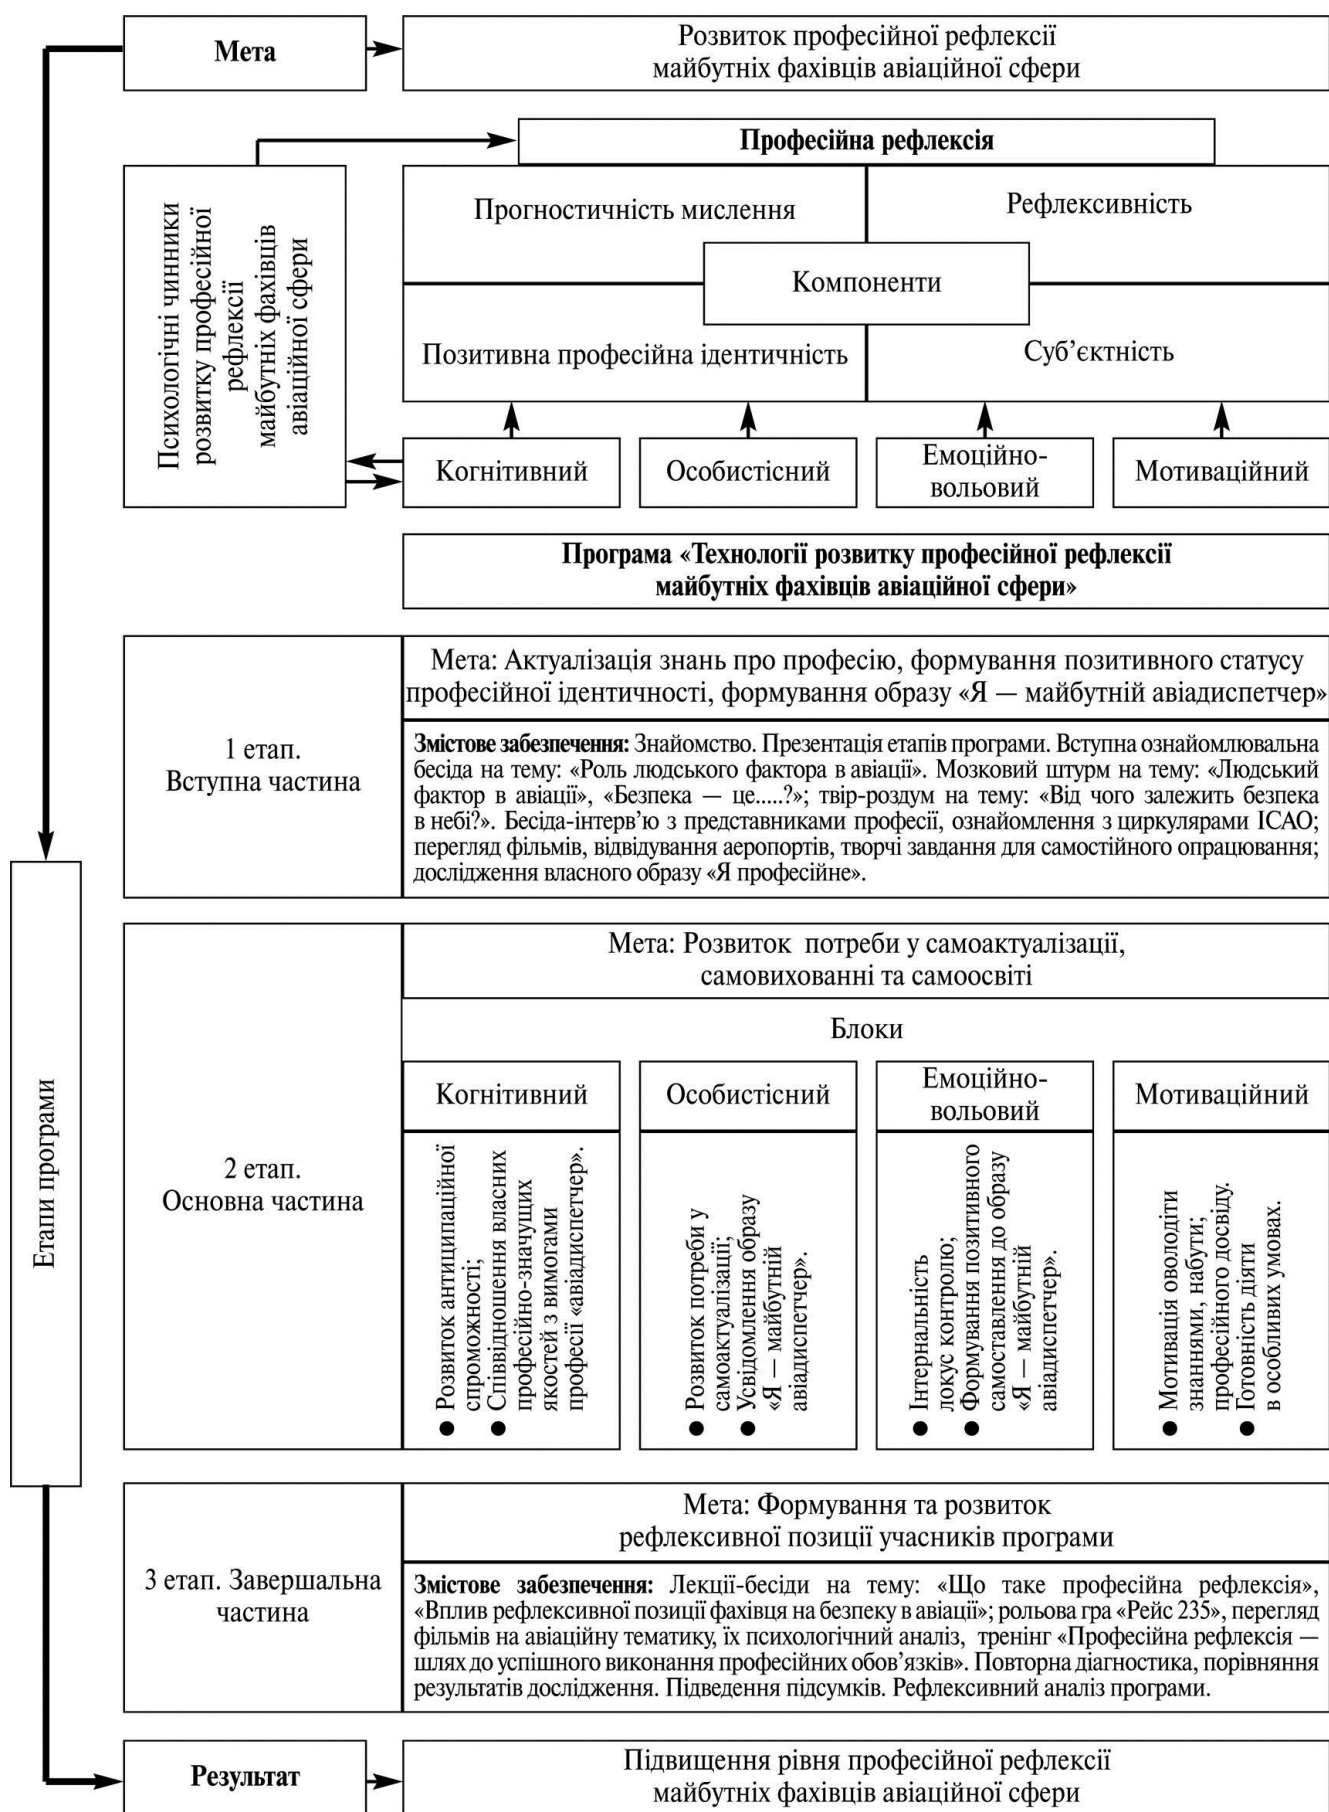 Мета
Розвиток професійної рефлексії
майбутніх фахівців авіаційної сфери
Професійна рефлексія
Психологічні чинники
розвитку професійної
рефлексії
майбутніх фахівців
авіаційної сфери
Прогностичність мислення
Рефлексивність
Компоненти
Позитивна професійна ідентичність
Суб’єктність
Когнітивний
Особистісний
Емоційно-
вольовий
Мотиваційний
Програма «Технології розвитку професійної рефлексії
майбутніх фахівців авіаційної сфери»
Етапи програми
1 етап.
Вступна частина
Мета: Актуалізація знань про професію, формування позитивного статусу
професійної ідентичності, формування образу «Я — майбутній авіадиспетчер»
Змістове забезпечення: Знайомство. Презентація етапів програми. Вступна ознайомлювальна
бесіда на тему: «Роль людського фактора в авіації». Мозковий штурм на тему: «Людський
фактор в авіації», «Безпека — це.....?»; твір-роздум на тему: «Від чого залежить безпека
в небі?». Бесіда-інтерв’ю з представниками професії, ознайомлення з циркулярами ІСАО;
перегляд фільмів, відвідування аеропортів, творчі завдання для самостійного опрацювання;
дослідження власного образу «Я професійне».
2 етап.
Основна частина
Мета: Розвиток потреби у самоактуалізації,
самовихованні та самоосвіті
Блоки
Когнітивний
● Розвиток антиципаційної
спроможності;
● Співвідношення власних
професійно-значущих
якостей з вимогами
професії «авіадиспетчер».
Особистісний
● Розвиток потреби у
самоактуалізації;
● Усвідомлення образу
«Я — майбутній
авіадиспетчер».
Емоційно-
вольовий
● Інтернальність
локус контролю;
● Формування позитивного
самоставлення до образу
«Я — майбутній
авіадиспетчер».
Мотиваційний
● Мотивація оволодіти
знаннями, набути;
професійного досвіду.
● Готовність діяти
в особливих умовах.
3 етап. Завершальна
частина
Мета: Формування та розвиток
рефлексивної позиції учасників програми
Змістове забезпечення: Лекції-бесіди на тему: «Що таке професійна рефлексія»,
«Вплив рефлексивної позиції фахівця на безпеку в авіації»; рольова гра «Рейс 235», перегляд
фільмів на авіаційну тематику, їх психологічний аналіз, тренінг «Професійна рефлексія —
шлях до успішного виконання професійних обов’язків». Повторна діагностика, порівняння
результатів дослідження. Підведення підсумків. Рефлексивний аналіз програми.
Результат
Підвищення рівня професійної рефлексії
майбутніх фахівців авіаційної сфери